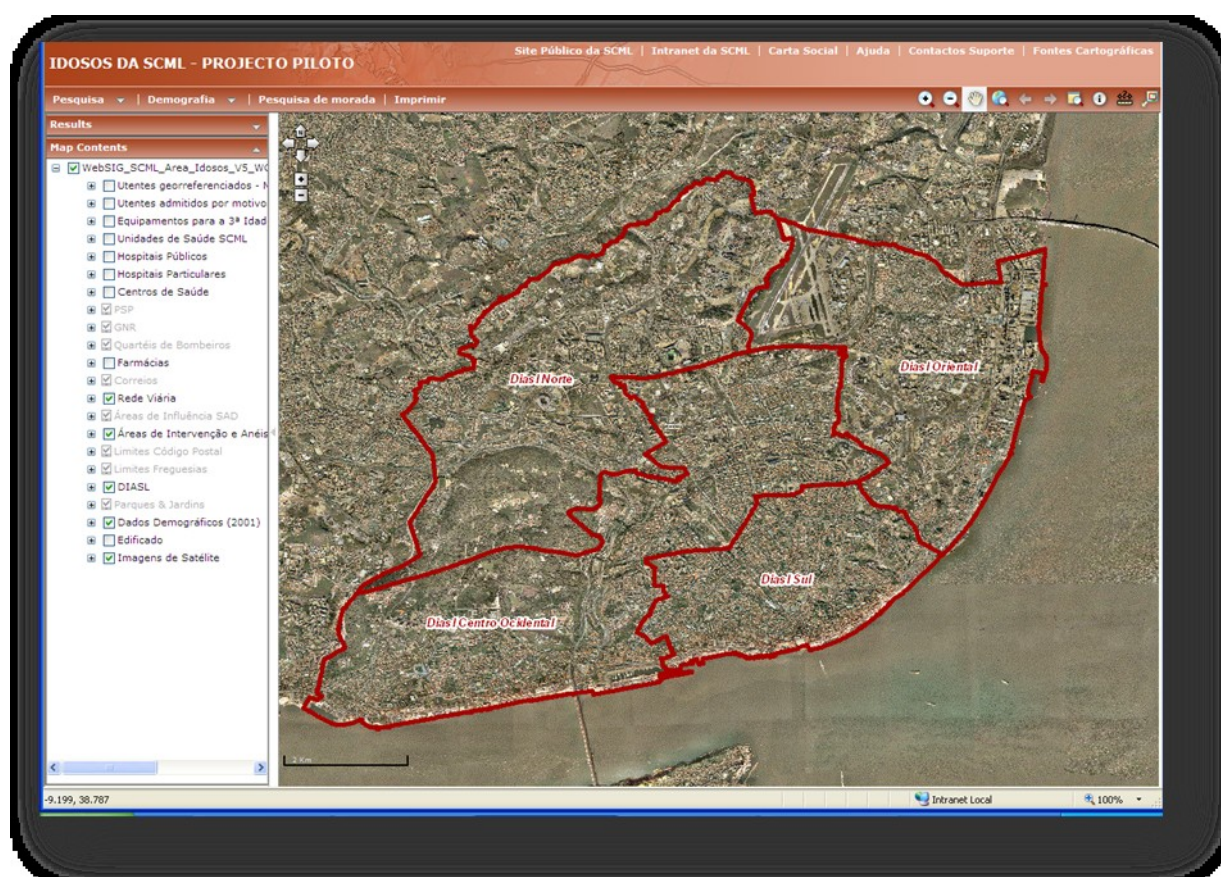 Site Público da SCML | Intranet da SCML | Carta Social | Ajuda | Contactos Suporte | Fontes Cartográficas
IDOSOS DA SCML - PROJECTO PILOTO
Pesquisa | Demografia | Pesquisa de morada | Imprimir
Results
Map Contents
WebSIG_SCML_Area_Idosos_V5_WG
Utentes georreferenciados - N
Utentes admitidos por motivo
Equipamentos para a 3ª Idad
Unidades de Saúde SCML
Hospitais Públicos
Hospitais Particulares
Centros de Saúde
PSP
GNR
Quartéis de Bombeiros
Farmácias
Correios
Rede Viária
Áreas de Influência SAD
Áreas de Intervenção e Anéis
Limites Código Postal
Limites Freguesias
DIASL
Parques & Jardins
Dados Demográficos (2001)
Edificado
Imagens de Satélite
Dias l Norte
Dias l Oriental
Dias l Sul
Dias l Centro Ocidental
2 Km
-9.199, 38.787
Intranet Local
100%